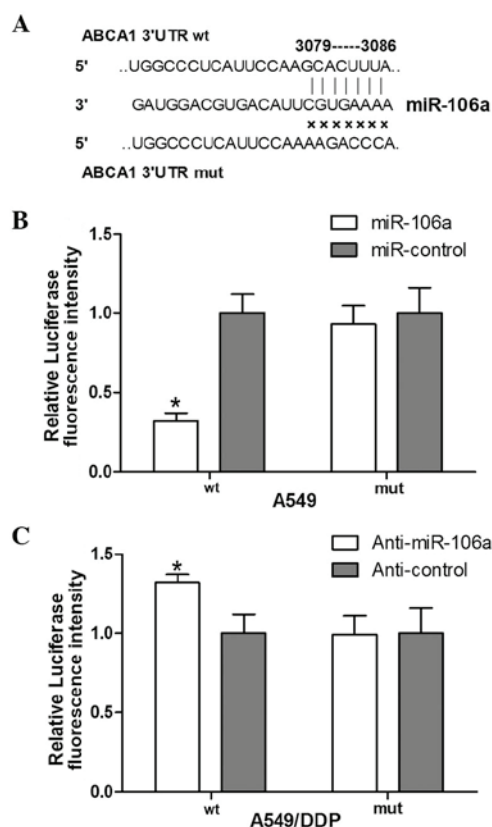 A
ABCA1 3'UTR wt
3079-----3086
5' ..UGGCCCUCAUUCCAAGCACUUUA..
3' GAUGGACGUGACAUUCGUGAAAA miR-106a
×××××××
5' ..UGGCCCUCAUUCCAAAAGACCCA..
ABCA1 3'UTR mut
B
miR-106a
miR-control
Relative Luciferase
fluorescence intensity
1.5
1.0
0.5
0.0
*
wt
mut
A549
C
Anti-miR-106a
Anti-control
Relative Luciferase
fluorescence intensity
1.5
1.0
1.5
0.0
*
wt
mut
A549/DDP